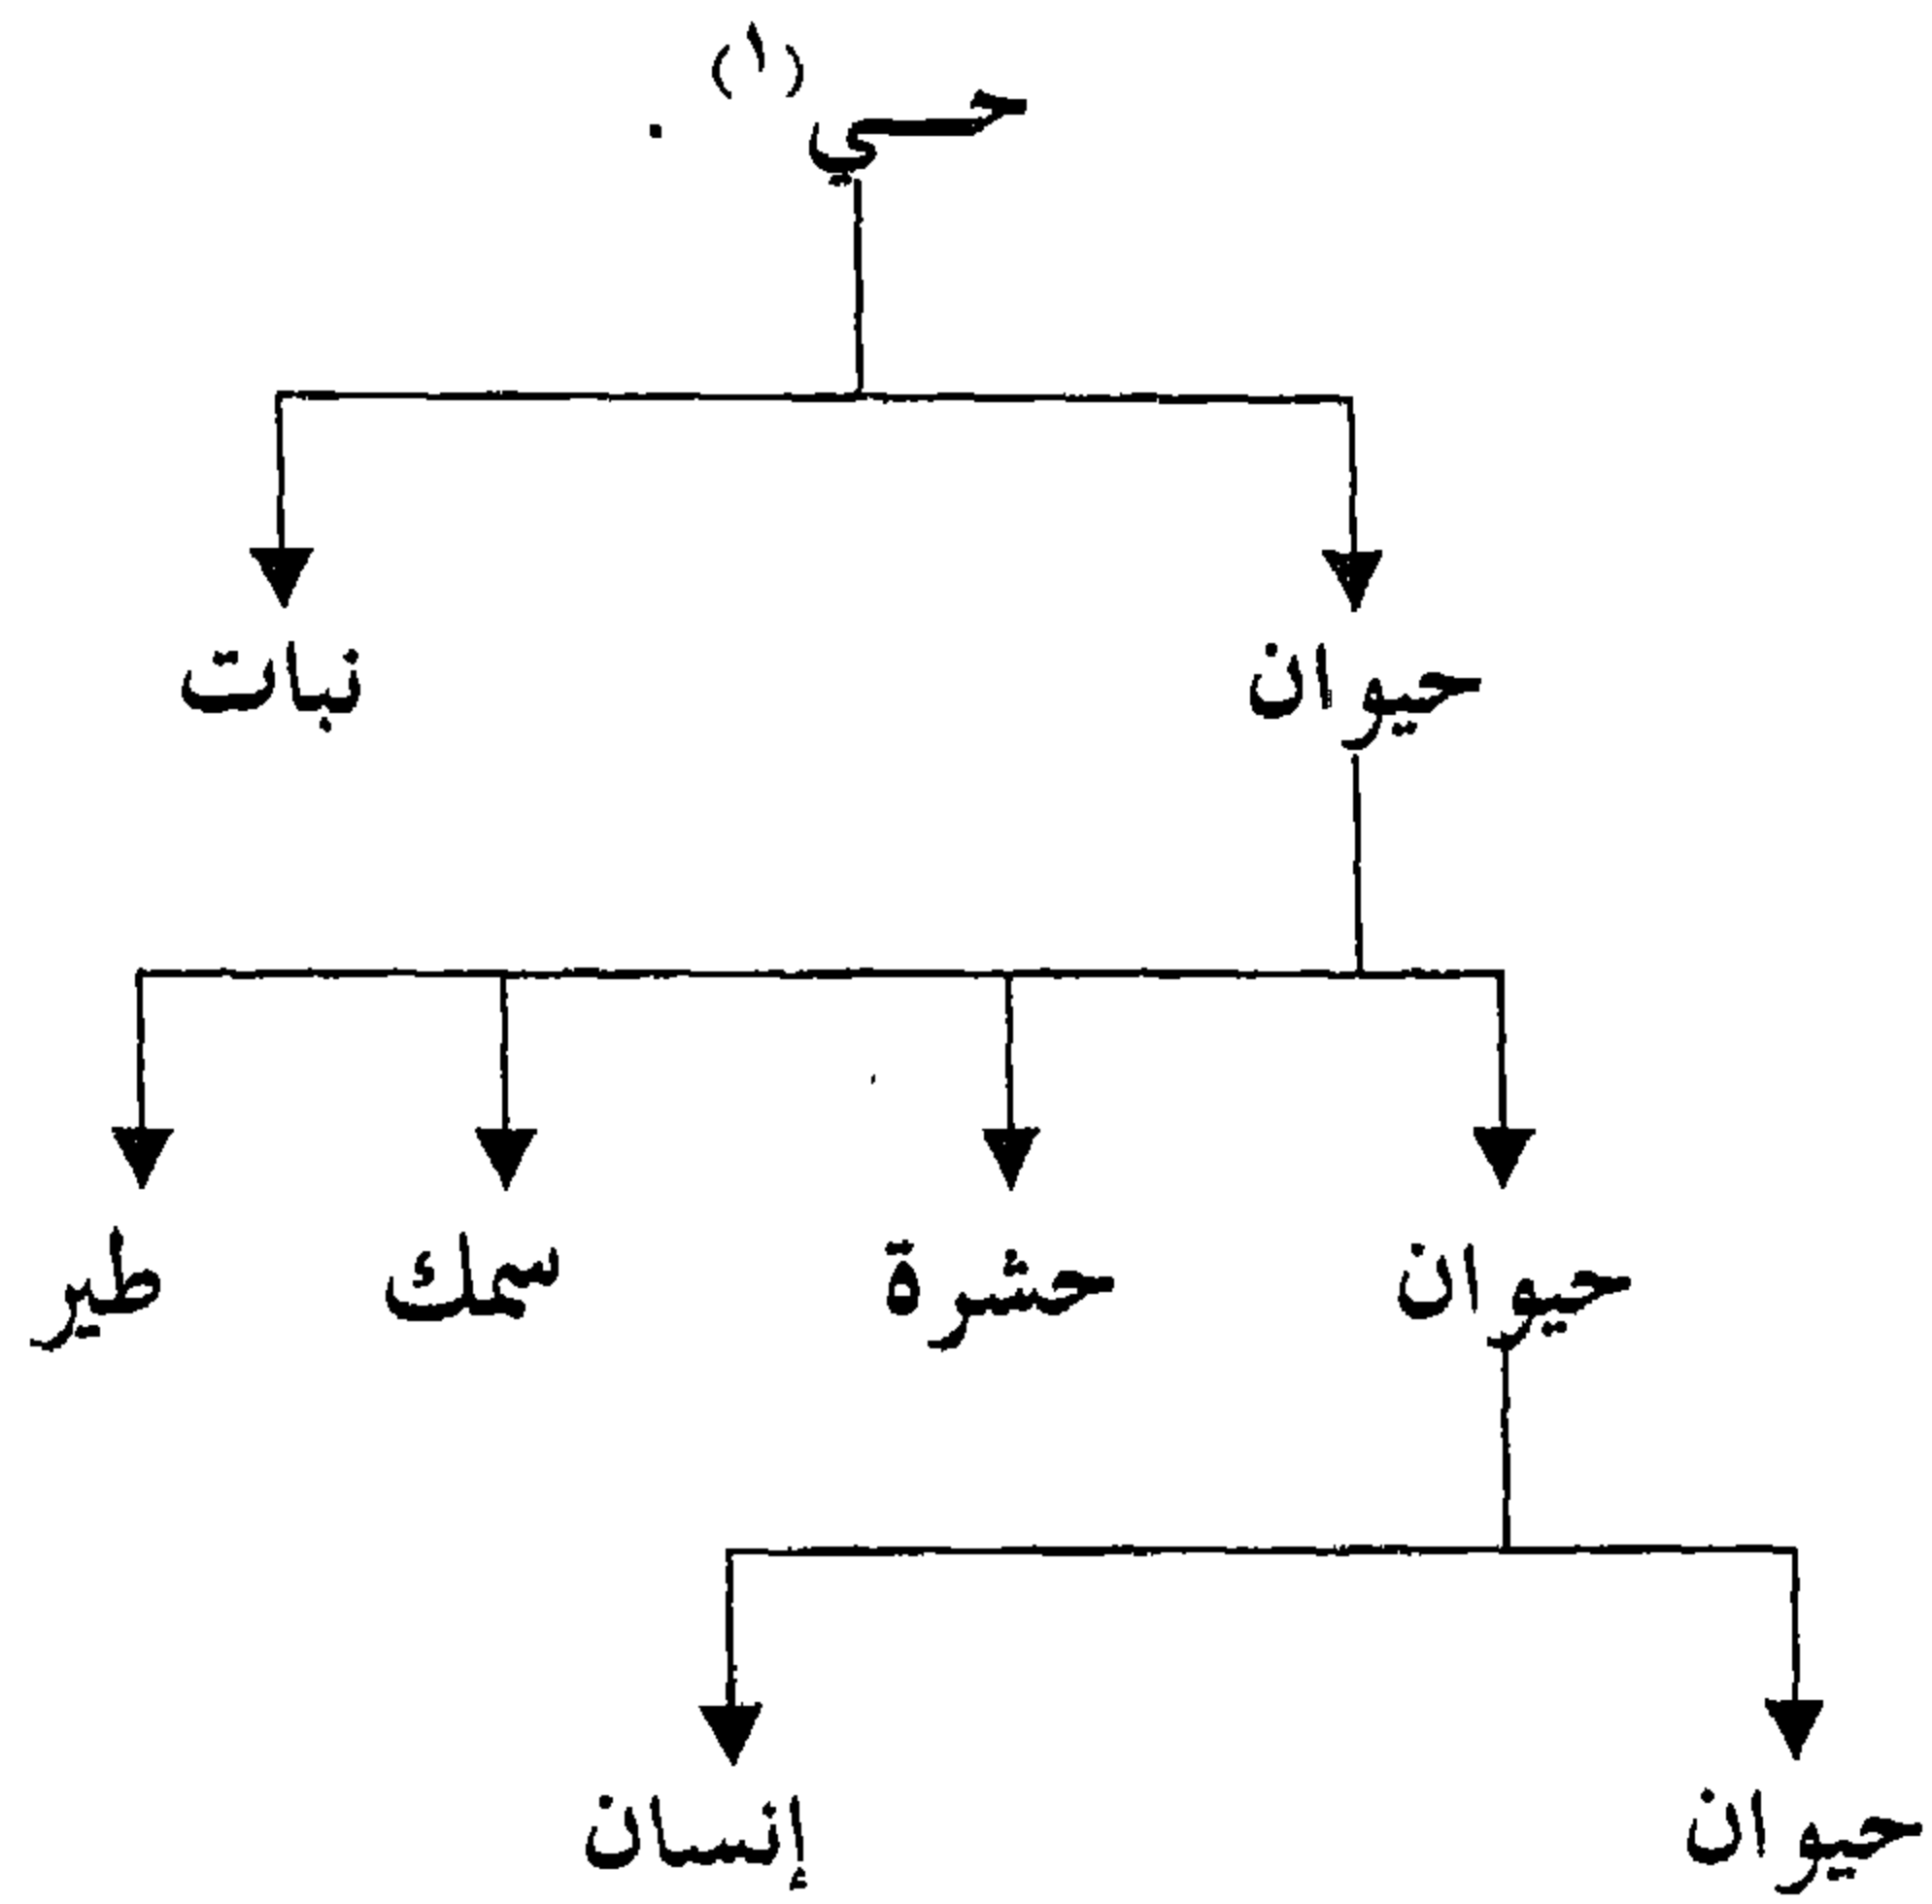 حي(١) .
حيوان نبات
حيوان حشرة سمك طير
حيوان إنسان